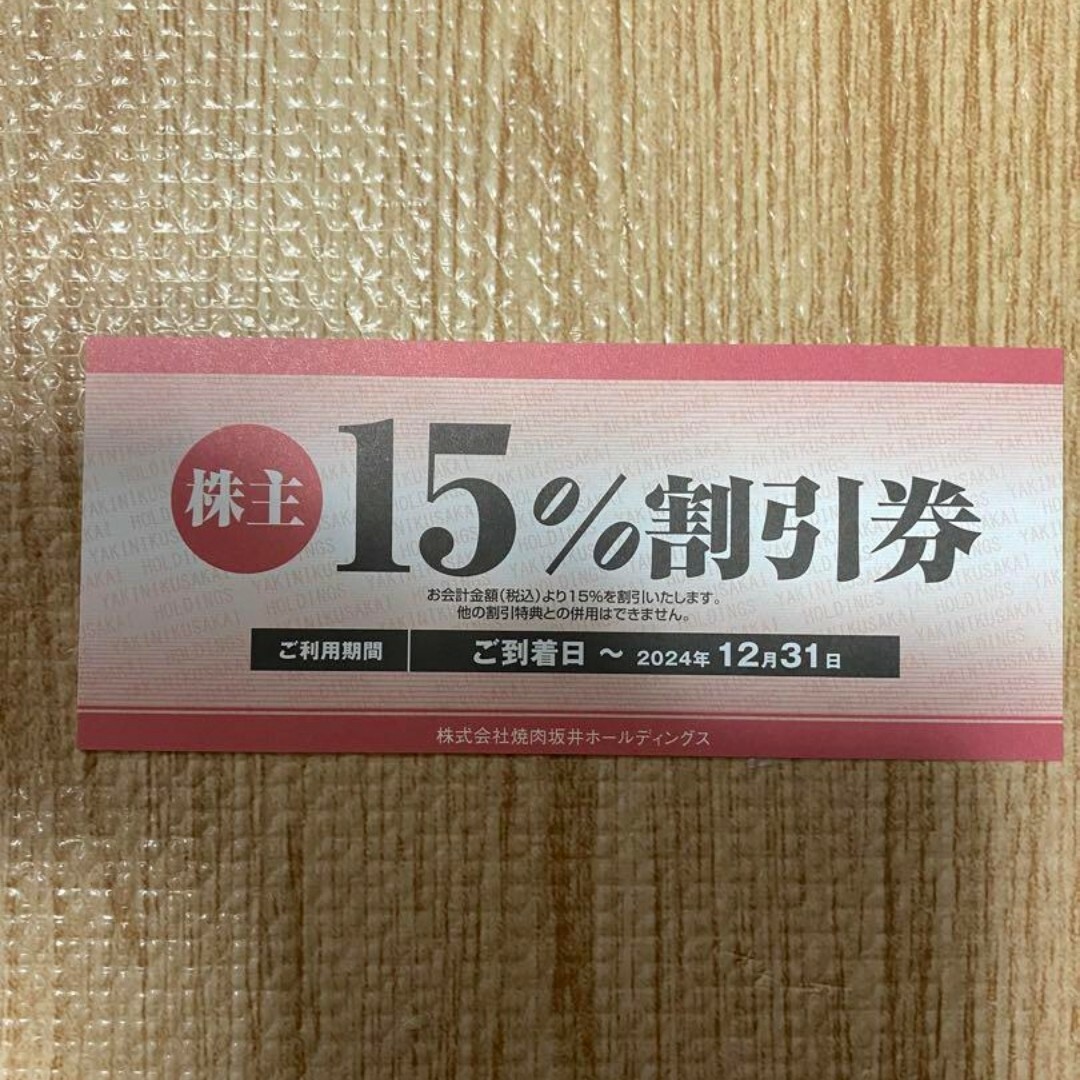 株主 15%割引券
お会計金額(税込)より15%を割引いたします。
他の割引特典との併用はできません。
ご利用期間 ご到着日 ~ 2024年 12月31日
株式会社焼肉坂井ホールディングス
YAKINIKUSAKAI HOLDINGS